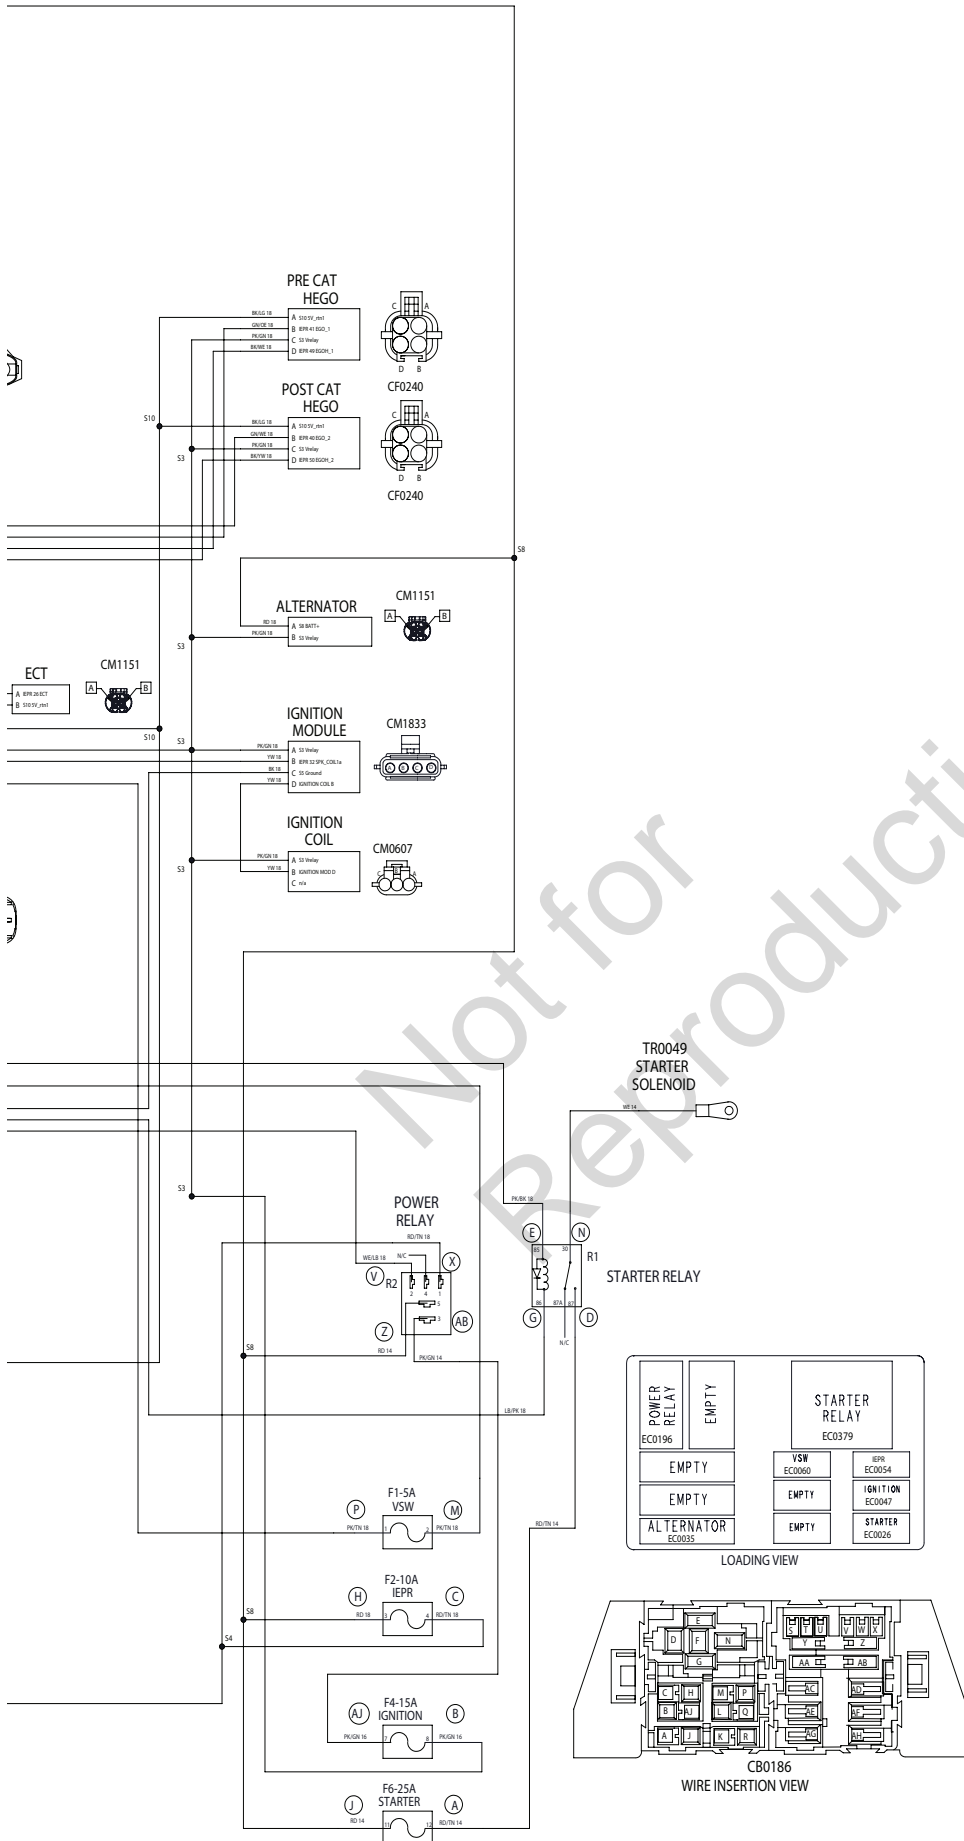 PRE CAT
HEGO
BK/LG 18
GN/OE 18
PK/GN 18
BK/WE 18
A S10 5V_rtn1
B IEPR 41 EGO_1
C S3 Vrelay
D IEPR 49 EGOH_1
C A
D B
CF0240
POST CAT
HEGO
S10
S3
BK/LG 18
GN/WE 18
PK/GN 18
BK/YW 18
A S10 5V_rtn1
B IEPR 40 EGO_2
C S3 Vrelay
D IEPR 50 EGOH_2
C A
D B
CF0240
S8
ALTERNATOR
RD 18
PK/GN 18
A S8 BATT+
B S3 Vrelay
CM1151
A B
S3
ECT
A IEPR 26 ECT
B S10 5V_rtn1
CM1151
A B
S10
S3
IGNITION
MODULE
PK/GN 18
YW 18
BK 18
YW 18
A S3 Vrelay
B IEPR 32 SPK_COIL1a
C S5 Ground
D IGNITION COIL B
CM1833
A B C D
IGNITION
COIL
S3
PK/GN 18
YW 18
A S3 Vrelay
B IGNITION MOD D
C n/a
CM0607
C B A
Not for
Reproducti
TR0049
STARTER
SOLENOID
WE 14
S3
POWER
RELAY
RD/TN 18
WE/LB 18
N/C
V
R2
X
2 4 1
5
3
Z
AB
RD 14
PK/GN 14
S8
PK/BK 18
E
N
85 30
R1
STARTER RELAY
86 87A 87
G
D
N/C
LB/PK 18
RD/TN 14
F1-5A
VSW
P
M
PK/TN 18
1 2
PK/TN 18
F2-10A
IEPR
H
C
RD 18
3 4
RD/TN 18
S8
S4
F4-15A
IGNITION
AJ
B
PK/GN 16
7 8
PK/GN 16
F6-25A
STARTER
J
A
RD 14
11 12
RD/TN 14
POWER
RELAY
EC0196
EMPTY
STARTER
RELAY
EC0379
EMPTY
VSW
EC0060
IEPR
EC0054
EMPTY
EMPTY
IGNITION
EC0047
ALTERNATOR
EC0035
EMPTY
STARTER
EC0026
LOADING VIEW
E
D F N
G
S T U V W X
Y Z
AA AB
C H M P
AC AD
B AJ L Q
AE AF
A J K R
AG AH
CB0186
WIRE INSERTION VIEW